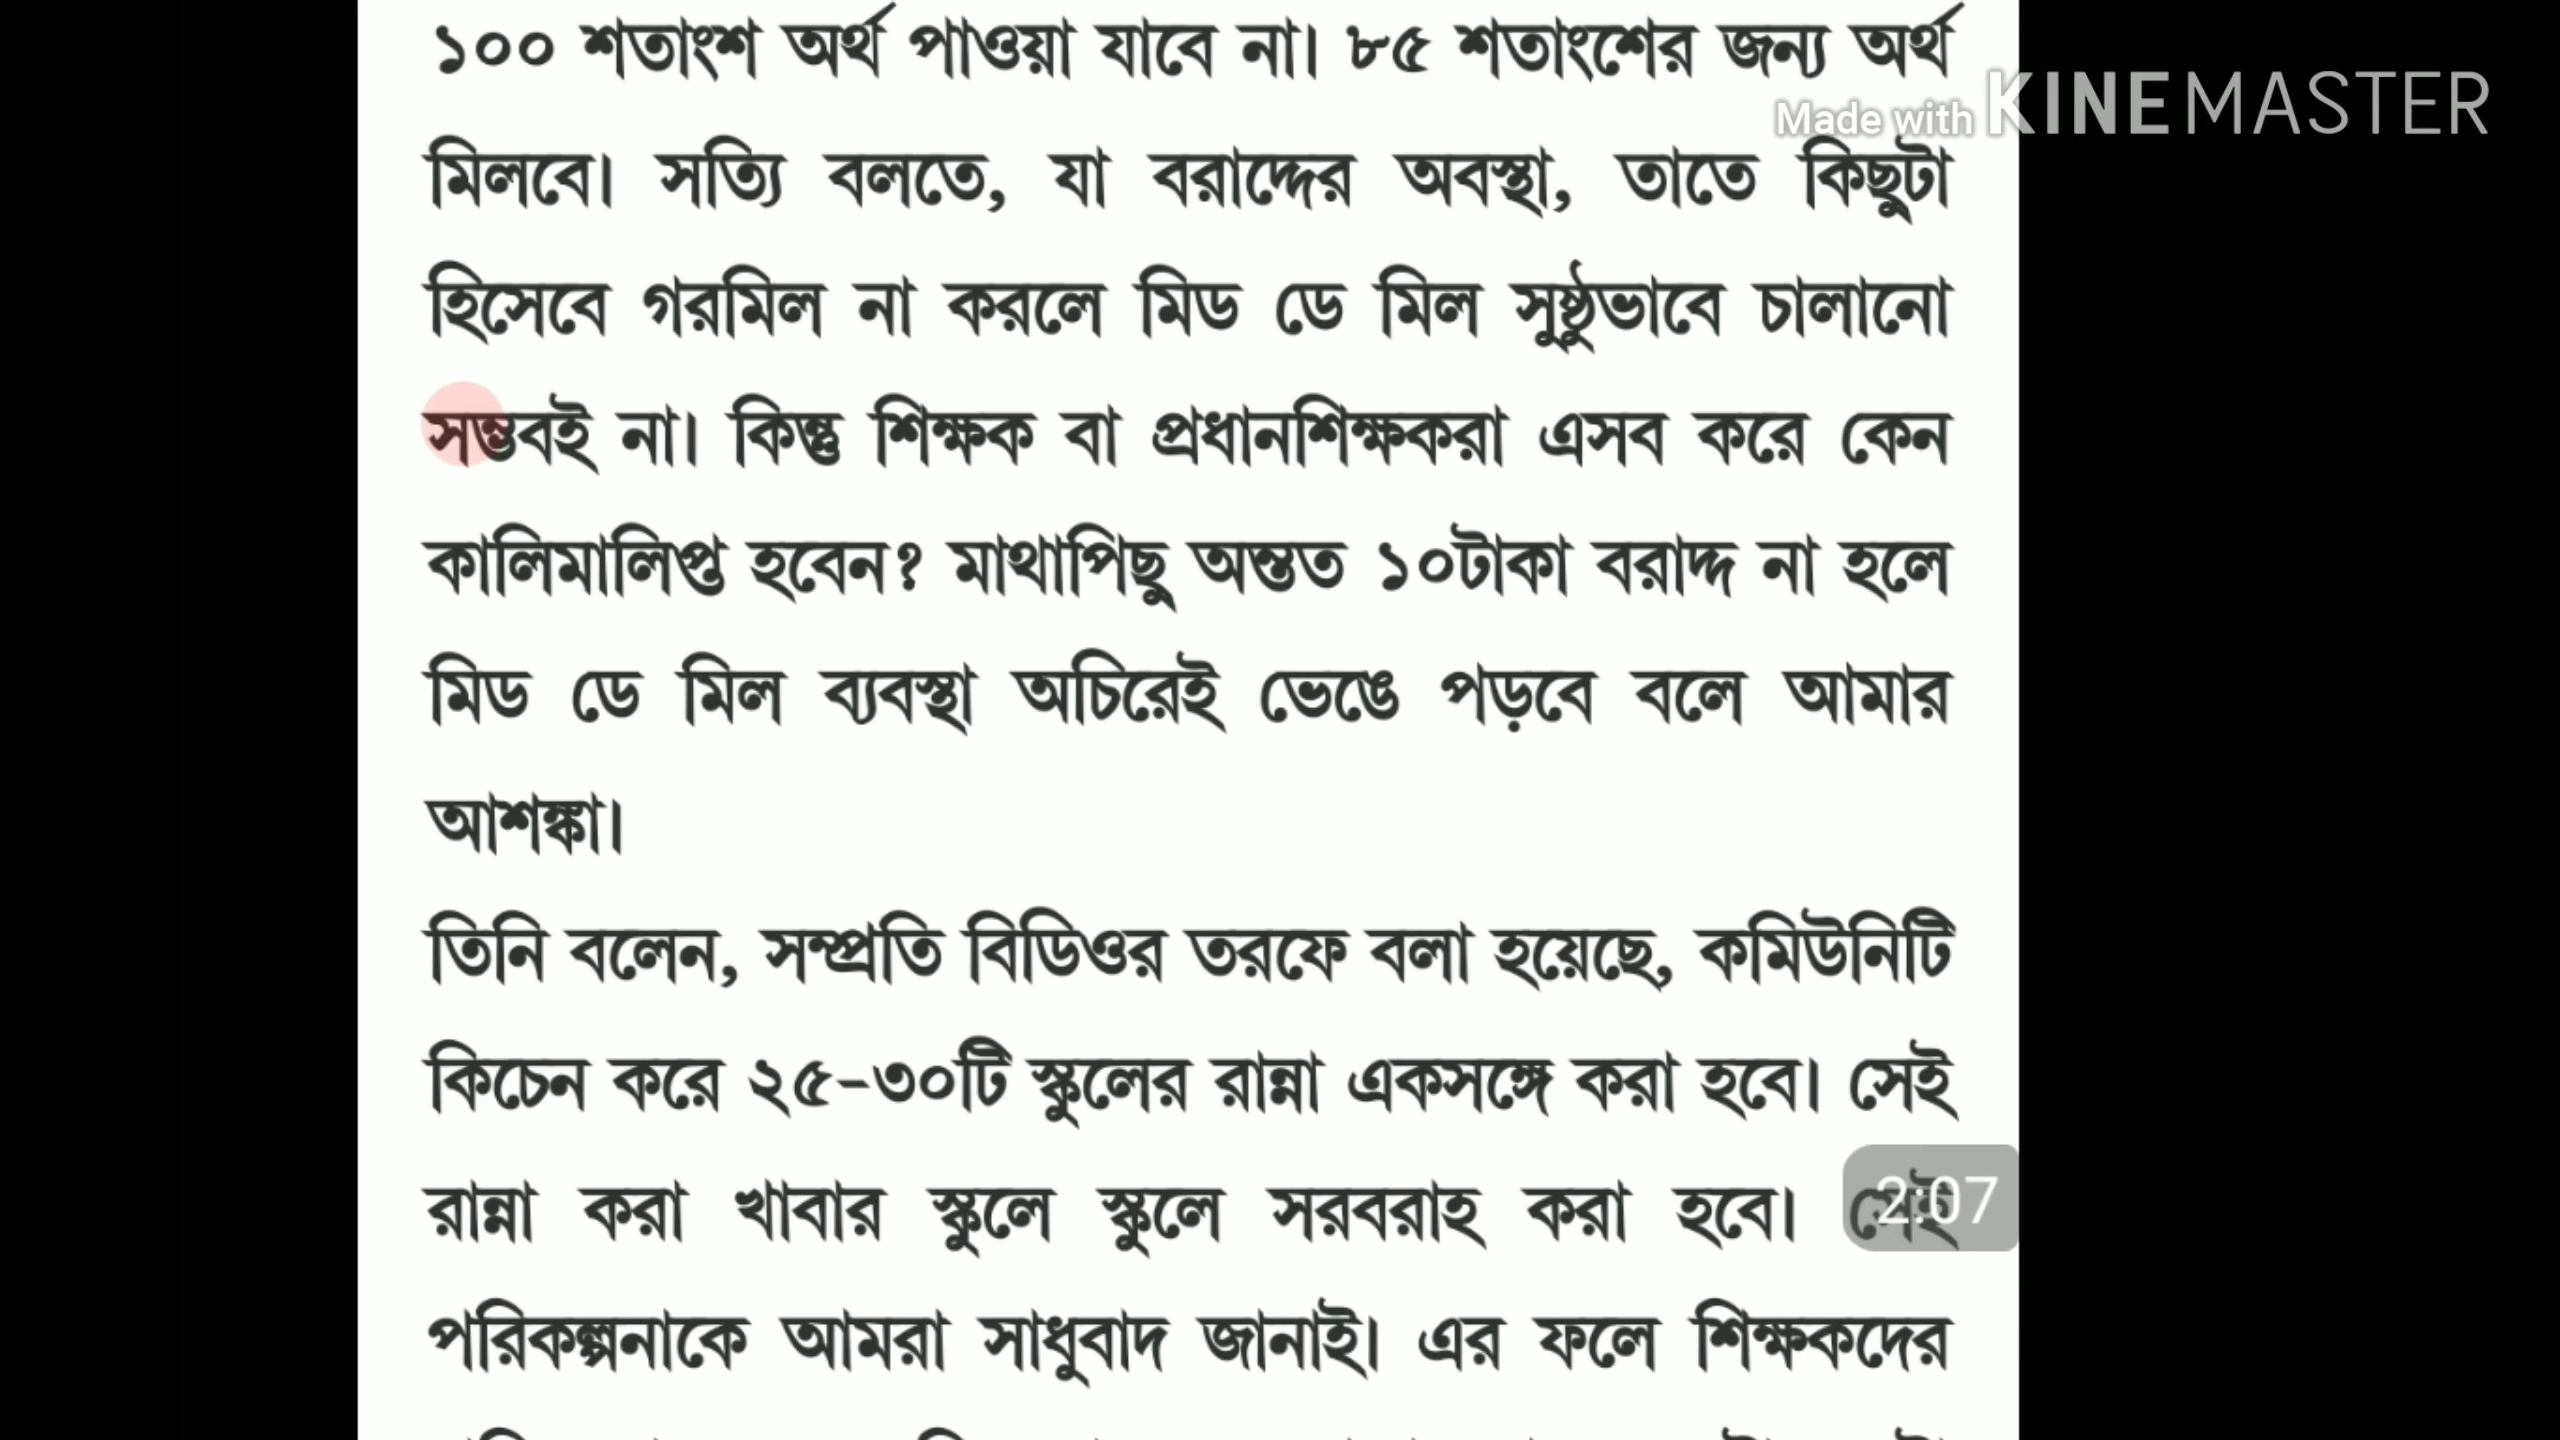 ১০০ শতাংশ অর্থ পাওয়া যাবে না। ৮৫ শতাংশের জন্য অর্থ
Made with KINEMASTER
মিলবে। সত্যি বলতে, যা বরাদ্দের অবস্থা, তাতে কিছুটা
হিসেবে গরমিল না করলে মিড ডে মিল সুষ্ঠুভাবে চালানো
সম্ভবই না। কিন্তু শিক্ষক বা প্রধানশিক্ষকরা এসব করে কেন
কালিমালিপ্ত হবেন? মাথাপিছু অন্তত ১০টাকা বরাদ্দ না হলে
মিড ডে মিল ব্যবস্থা অচিরেই ভেঙে পড়বে বলে আমার
আশঙ্কা।
তিনি বলেন, সম্প্রতি বিডিওর তরফে বলা হয়েছে, কমিউনিটি
কিচেন করে ২৫-৩০টি স্কুলের রান্না একসঙ্গে করা হবে। সেই
রান্না করা খাবার স্কুলে স্কুলে সরবরাহ করা হবে। সেই
2:07
পরিকল্পনাকে আমরা সাধুবাদ জানাই। এর ফলে শিক্ষকদের